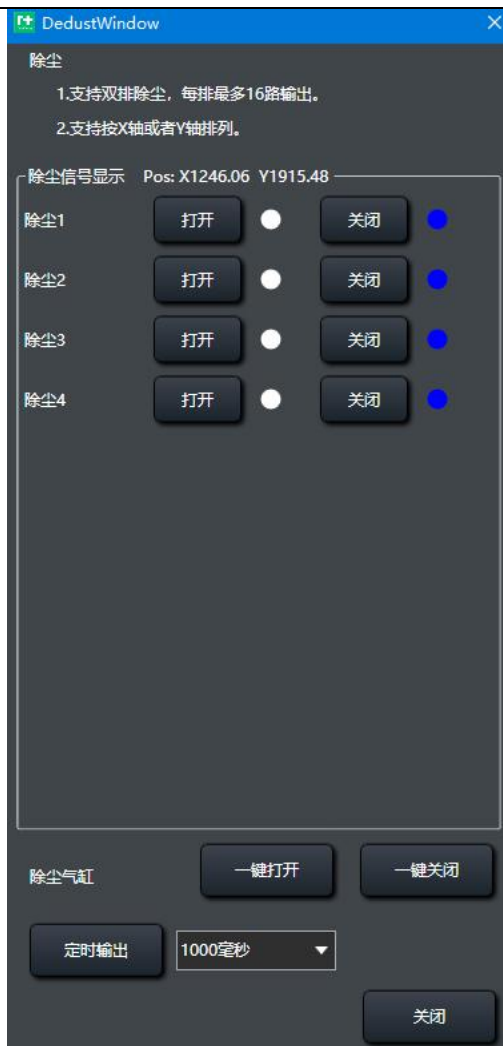 DedustWindow
除尘
1.支持双排除尘，每排最多16路输出。
2.支持按X轴或者Y轴排列。
除尘信号显示 Pos: X1246.06 Y1915.48
除尘1 打开 关闭
除尘2 打开 关闭
除尘3 打开 关闭
除尘4 打开 关闭
除尘气缸 一键打开 一键关闭
定时输出 1000毫秒
关闭